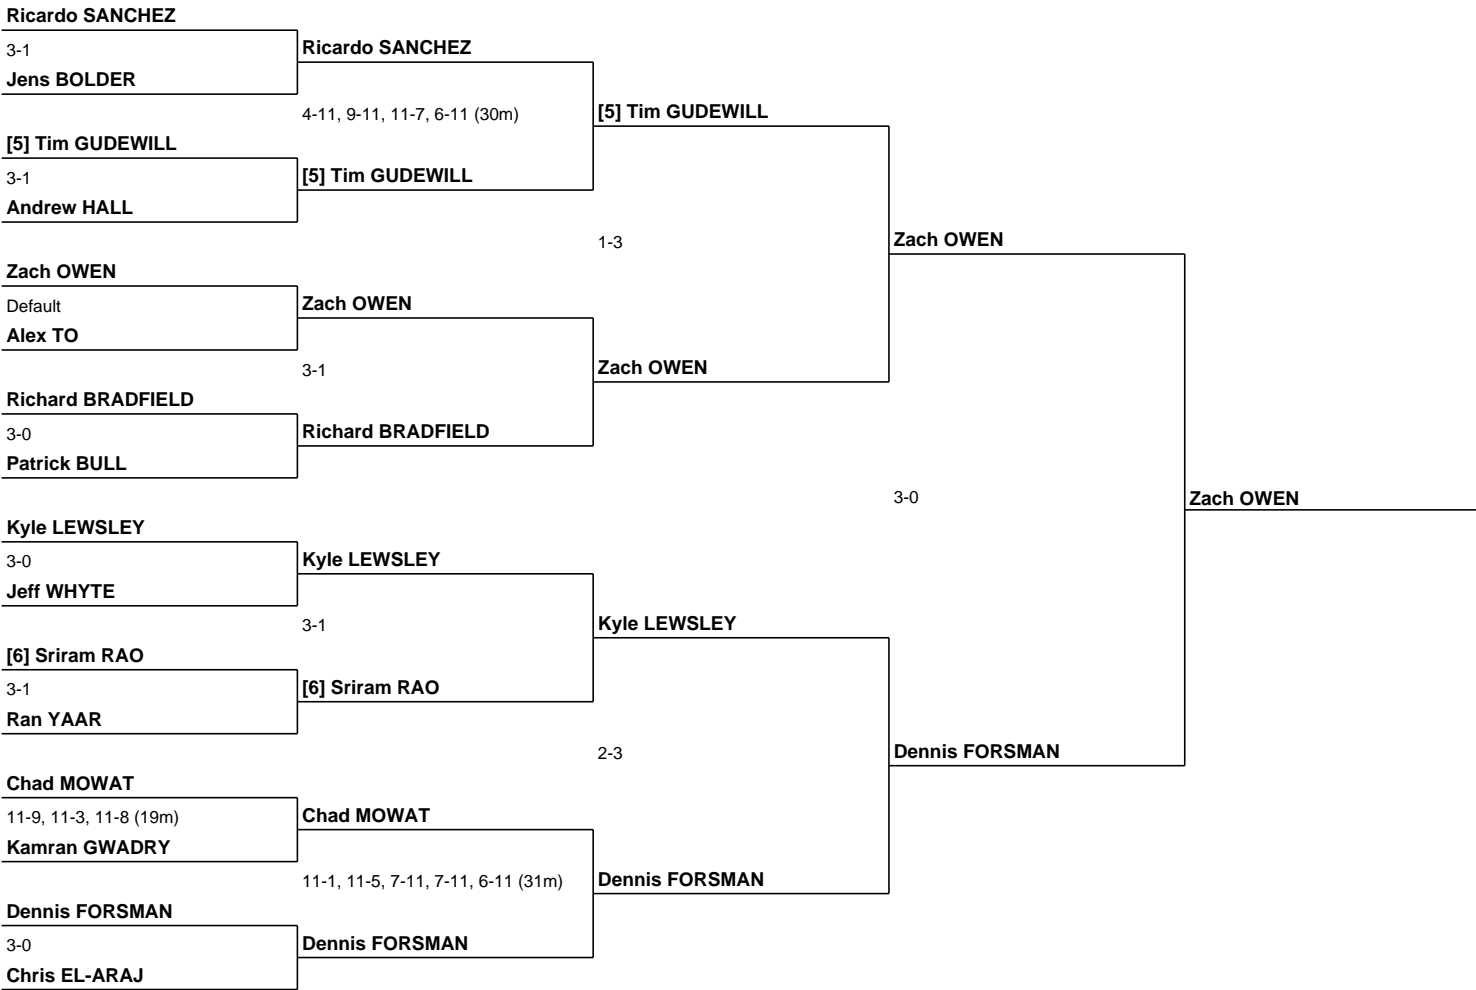 Ricardo SANCHEZ
3-1
Jens BOLDER
[5] Tim GUDEWILL
3-1
Andrew HALL
Zach OWEN
Default
Alex TO
Richard BRADFIELD
3-0
Patrick BULL
Kyle LEWSLEY
3-0
Jeff WHYTE
[6] Sriram RAO
3-1
Ran YAAR
Chad MOWAT
11-9, 11-3, 11-8 (19m)
Kamran GWADRY
Dennis FORSMAN
3-0
Chris EL-ARAJ
Ricardo SANCHEZ
4-11, 9-11, 11-7, 6-11 (30m)
[5] Tim GUDEWILL
Zach OWEN
3-1
Richard BRADFIELD
Kyle LEWSLEY
3-1
[6] Sriram RAO
Chad MOWAT
11-1, 11-5, 7-11, 7-11, 6-11 (31m)
Dennis FORSMAN
[5] Tim GUDEWILL
1-3
Zach OWEN
Kyle LEWSLEY
2-3
Dennis FORSMAN
Zach OWEN
3-0
Dennis FORSMAN
Zach OWEN